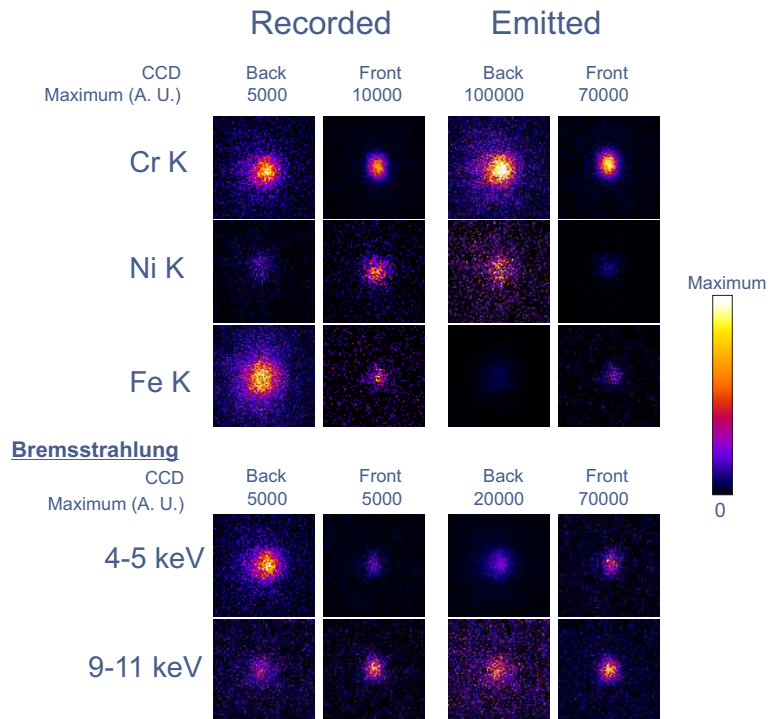 Recorded Emitted
CCD Back Front Back Front
Maximum (A. U.) 5000 10000 100000 70000
Cr K
Ni K
Maximum
Fe K
Bremsstrahlung
CCD Back Front Back Front
Maximum (A. U.) 5000 5000 20000 70000
0
4-5 keV
9-11 keV